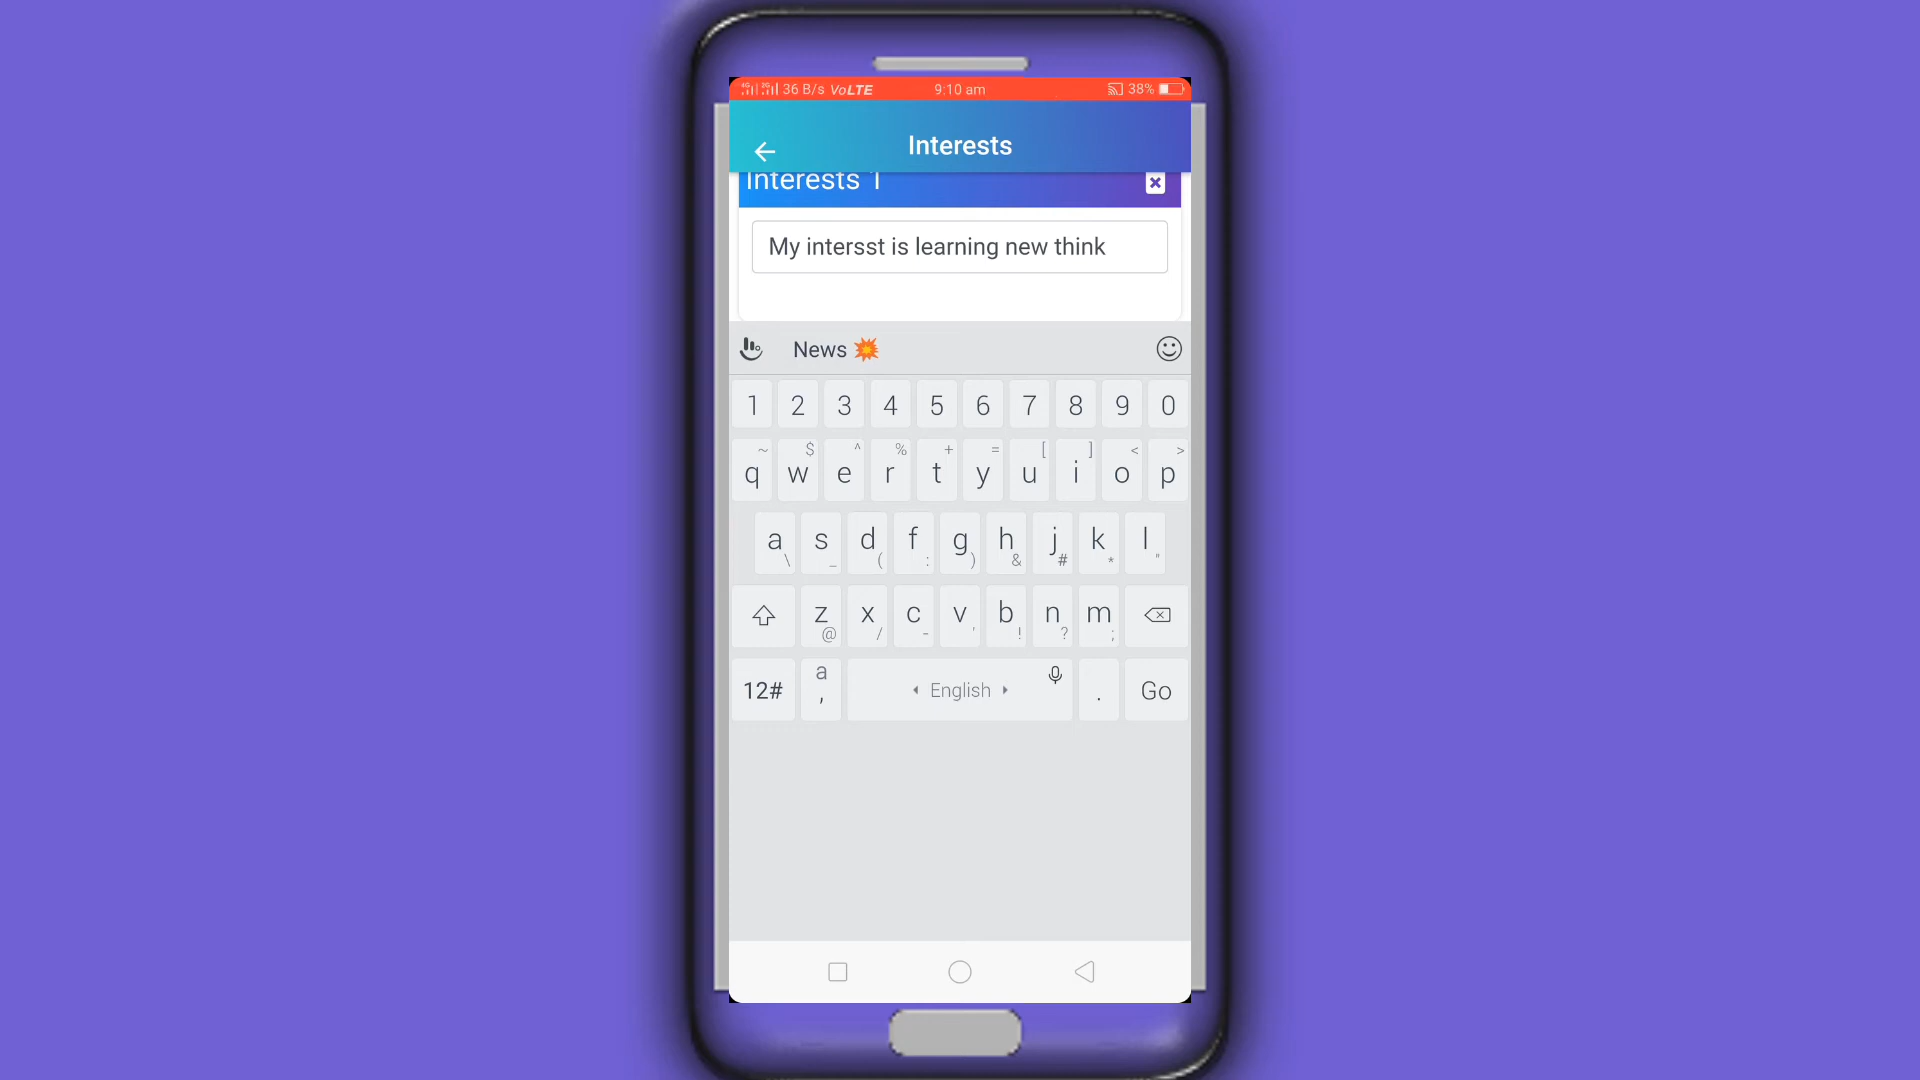 36 B/s VoLTE 9:10 am 38%
Interests
Interests 1
My intersst is learning new think
News 💥
1 2 3 4 5 6 7 8 9 0
~ $ ^ % + = [ ] < >
q w e r t y u i o p
a s d f g h j k l
\ _ ( : ) & # * "
z x c v b n m
@ / - ' ! ? ;
12# a , English . Go